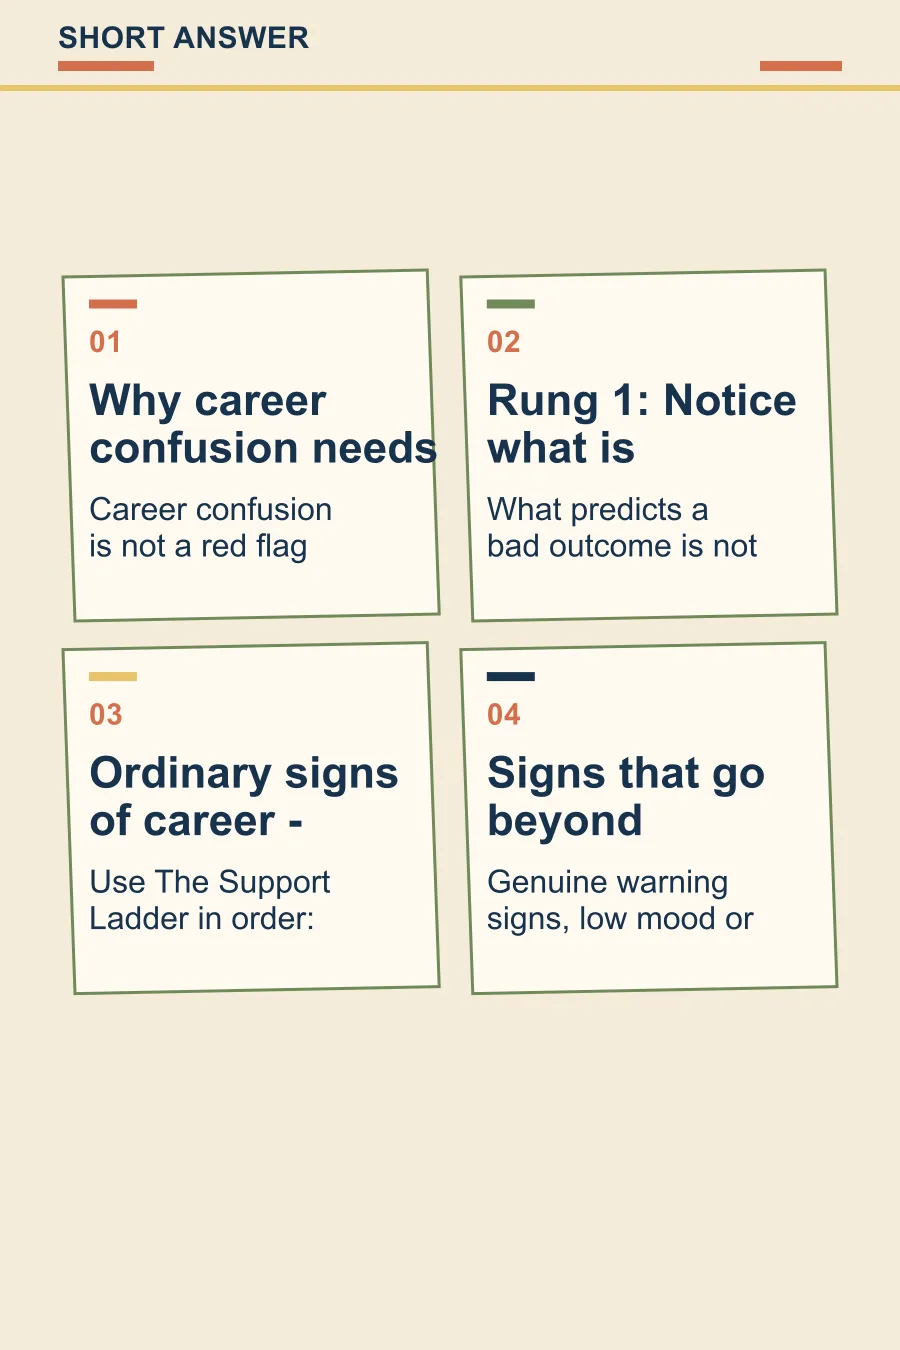 SHORT ANSWER
01
Why career
confusion needs
Career confusion
is not a red flag
02
Rung 1: Notice
what is
What predicts a
bad outcome is not
03
Ordinary signs
of career -
Use The Support
Ladder in order:
04
Signs that go
beyond
Genuine warning
signs, low mood or